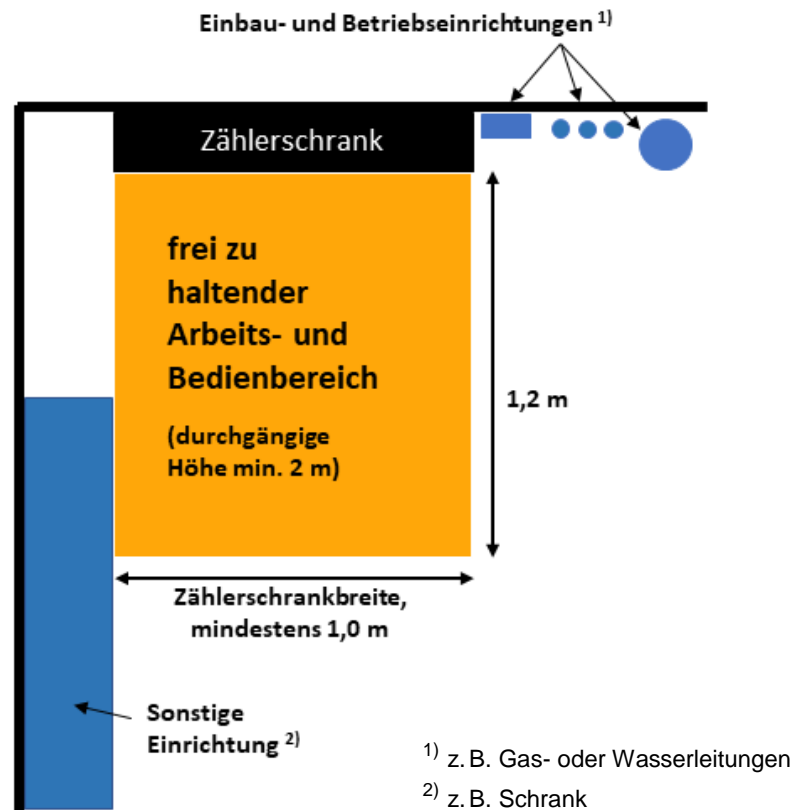 Einbau- und Betriebseinrichtungen 1)
Zählerschrank
frei zu
haltender
Arbeits- und
Bedienbereich
(durchgängige
Höhe min. 2 m)
1,2 m
Zählerschrankbreite,
mindestens 1,0 m
Sonstige
Einrichtung 2)
1) z. B. Gas- oder Wasserleitungen
2) z. B. Schrank